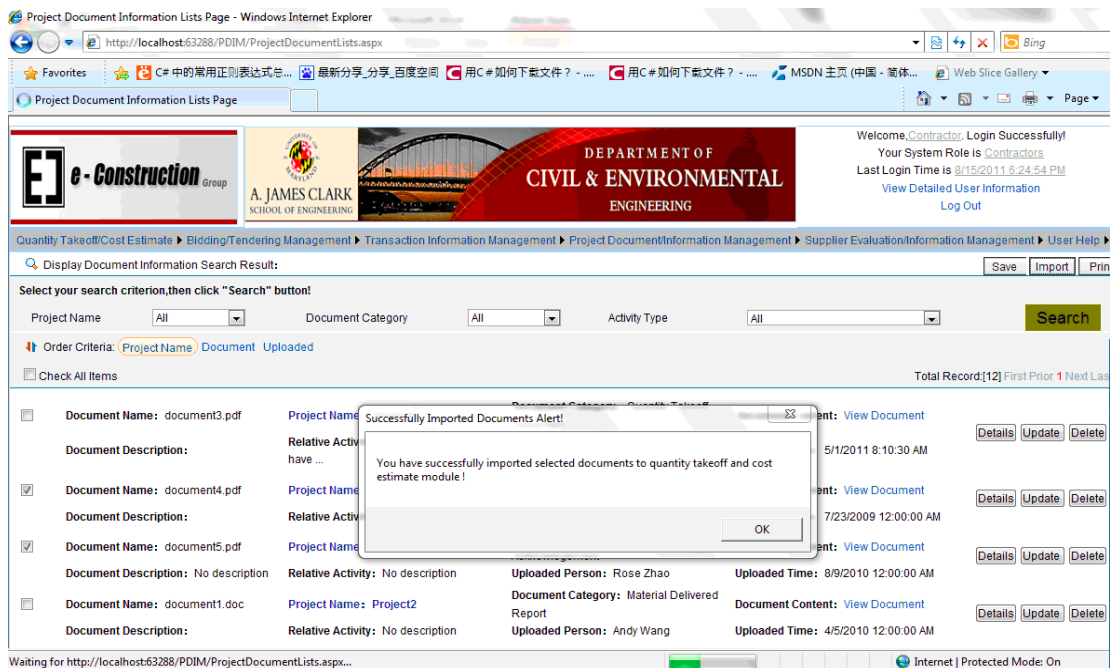 Project Document Information Lists Page - Windows Internet Explorer
http://localhost:63288/PDIM/ProjectDocumentLists.aspx
Bing
Favorites C# 中的常用正则表达式总... 最新分享_分享_百度空间 用C#如何下载文件？ - .... 用C#如何下载文件？ - .... MSDN 主页 (中国 - 简体... Web Slice Gallery
Project Document Information Lists Page
Page
e - Construction Group
A. JAMES CLARK
SCHOOL OF ENGINEERING
DEPARTMENT OF
CIVIL & ENVIRONMENTAL
ENGINEERING
Welcome,Contractor. Login Successfully!
Your System Role is Contractors
Last Login Time is 8/15/2011 6:24:54 PM
View Detailed User Information
Log Out
Quantity Takeoff/Cost Estimate Bidding/Tendering Management Transaction Information Management Project Document/Information Management Supplier Evaluation/Information Management User Help
Display Document Information Search Result:
Save Import Prin
Select your search criterion,then click "Search" button!
Project Name All Document Category All Activity Type All Search
Order Criteria: Project Name Document Uploaded
Check All Items
Total Record:[12] First Prior 1 Next Las
Document Name: document3.pdf Project Name ent: View Document
Document Description: Relative Activ 5/1/2011 8:10:30 AM
have ...
Details Update Delete
Successfully Imported Documents Alert!
You have successfully imported selected documents to quantity takeoff and cost
estimate module !
OK
Document Name: document4.pdf Project Name ent: View Document
Details Update Delete
Document Description: Relative Activ 7/23/2009 12:00:00 AM
Document Name: document5.pdf Project Name ent: View Document
Details Update Delete
Document Description: No description Relative Activity: No description Uploaded Person: Rose Zhao Uploaded Time: 8/9/2010 12:00:00 AM
Document Name: document1.doc Project Name: Project2 Document Category: Material Delivered
Report
Document Content: View Document
Details Update Delete
Document Description: Relative Activity: No description Uploaded Person: Andy Wang Uploaded Time: 4/5/2010 12:00:00 AM
Waiting for http://localhost:63288/PDIM/ProjectDocumentLists.aspx...
Internet | Protected Mode: On